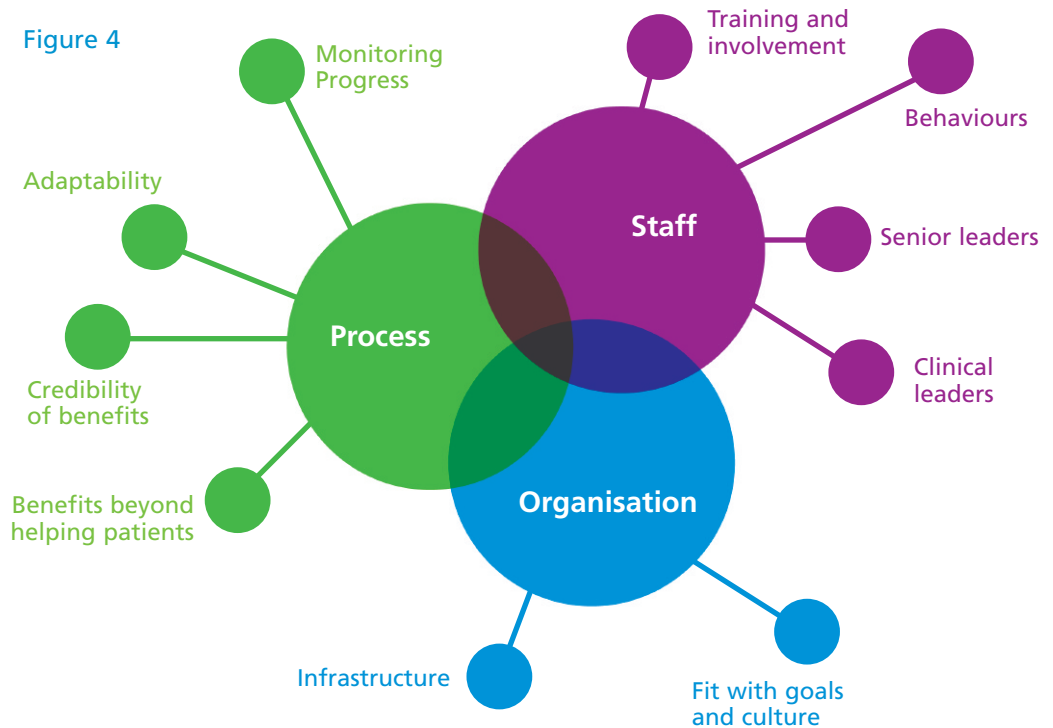 Figure 4
Monitoring
Progress
Adaptability
Process
Credibility
of benefits
Benefits beyond
helping patients
Training and
involvement
Behaviours
Staff
Senior leaders
Clinical
leaders
Organisation
Infrastructure
Fit with goals
and culture